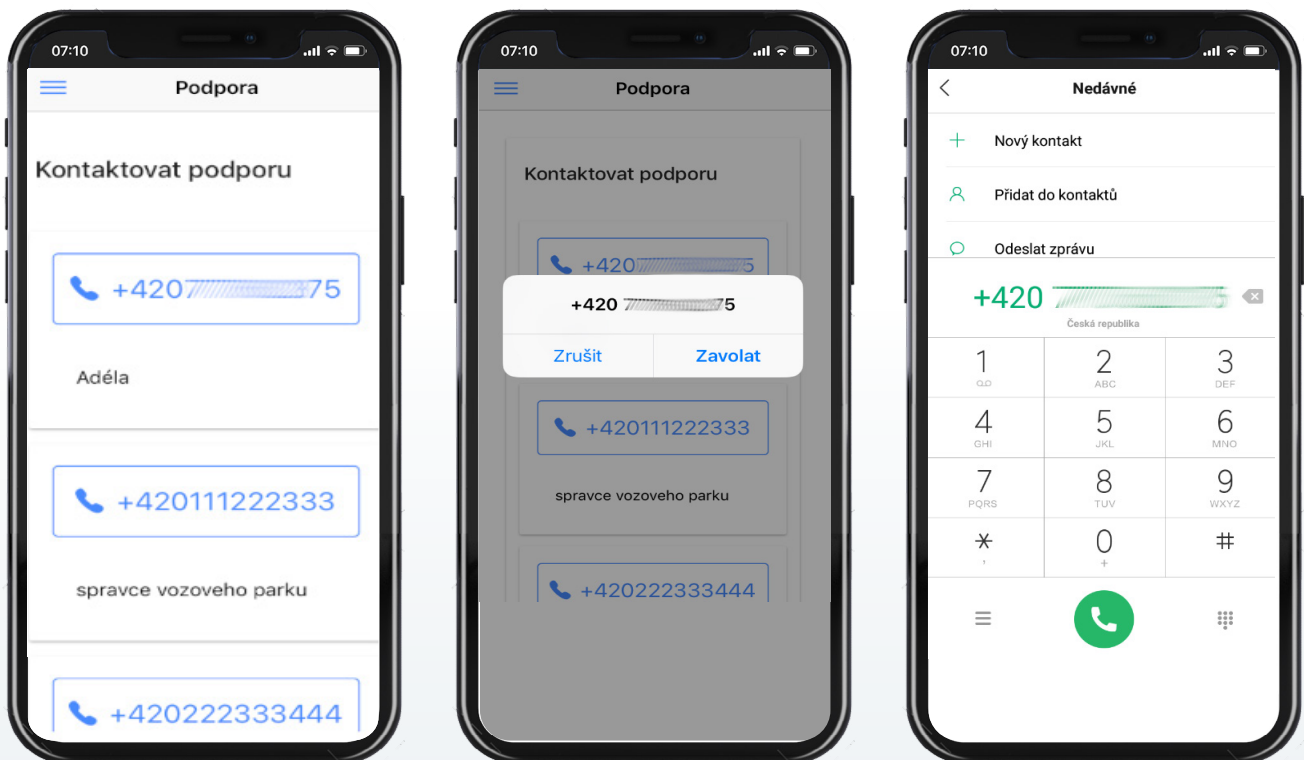 07:10
Podpora
Kontaktovat podporu
+4207 75
Adéla
+420111222333
spravce vozoveho parku
+420222333444
07:10
Podpora
Kontaktovat podporu
+420 5
+420 75
Zrušit
Zavolat
+420111222333
spravce vozoveho parku
+420222333444
07:10
Nedávné
Nový kontakt
Přidat do kontaktů
Odeslat zprávu
+420
Česká republika
1 2 3
ABC DEF
4 5 6
GHI JKL MNO
7 8 9
PQRS TUV WXYZ
* 0 #
, +